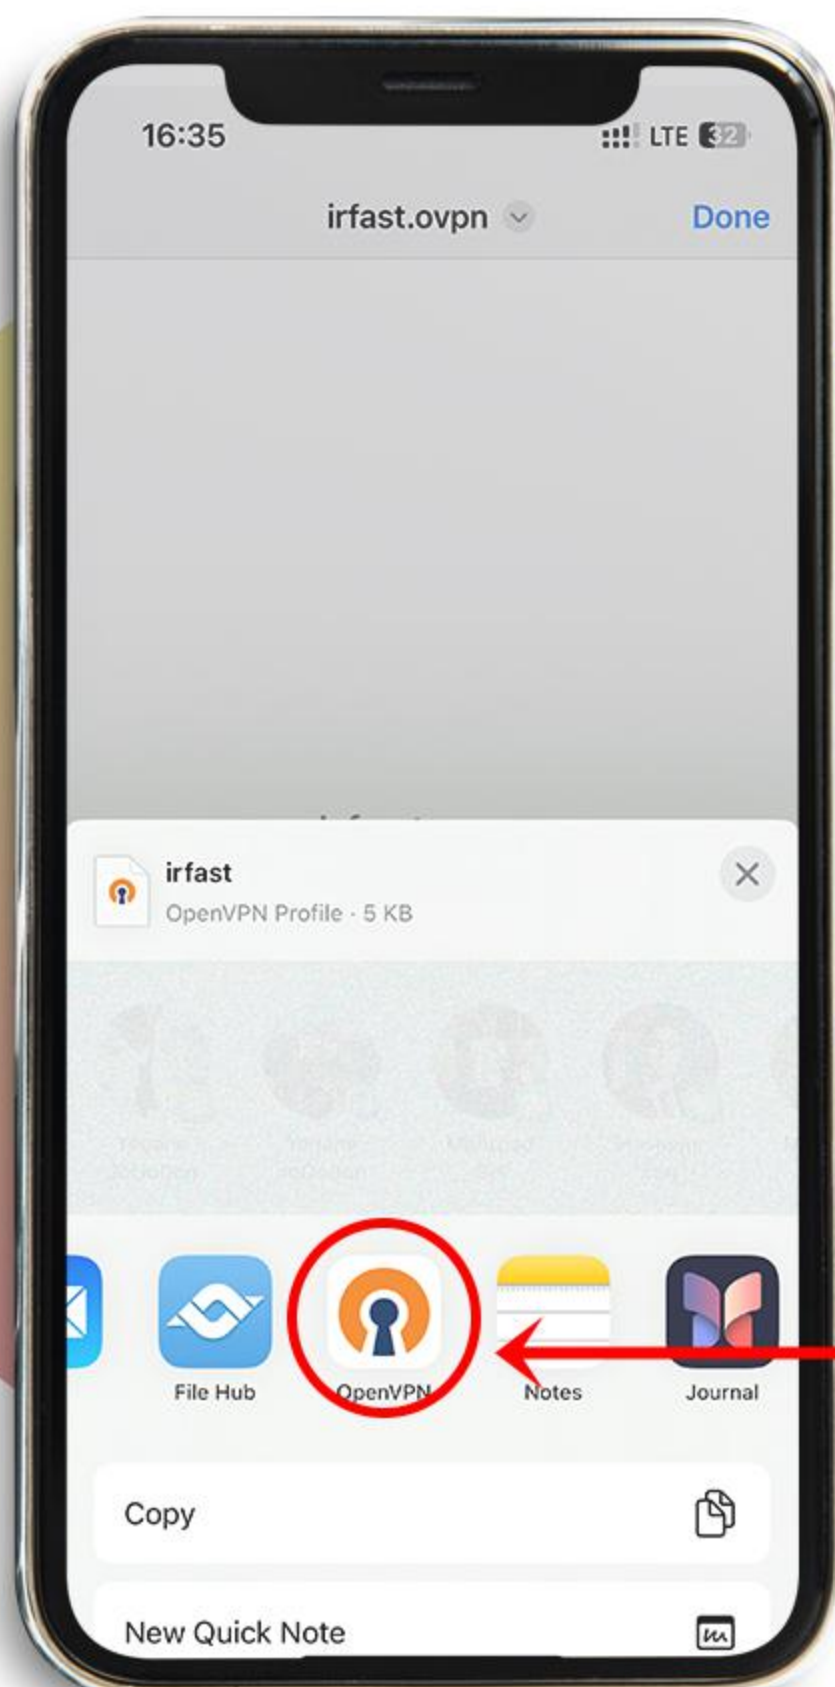 16:35
LTE 32
irfast.ovpn
Done
irfast
OpenVPN Profile · 5 KB
File Hub
OpenVPN
Notes
Journal
Copy
New Quick Note